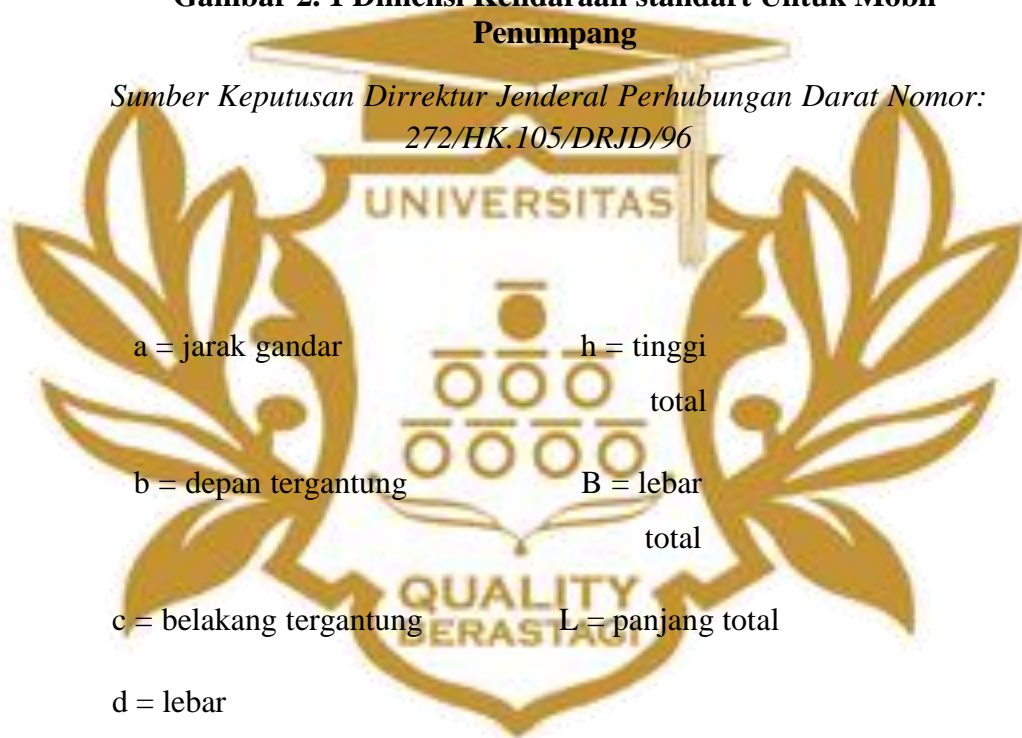 Gambar 2. 1 Dimensi Kendaraan standart Untuk Mobil
Penumpang
Sumber Keputusan Dirrektur Jenderal Perhubungan Darat Nomor:
272/HK.105/DRJD/96
UNIVERSITAS
a = jarak gandar h = tinggi
total
b = depan tergantung B = lebar
total
QUALITY
BERASTAGI
c = belakang tergantung L = panjang total
d = lebar